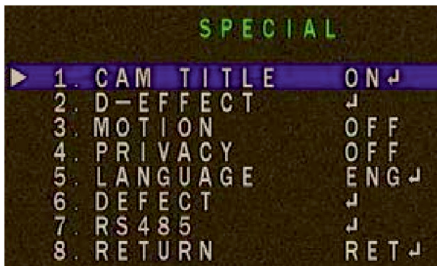 SPECIAL
1. CAM TITLE ON↵
2. D-EFFECT ↵
3. MOTION OFF
4. PRIVACY OFF
5. LANGUAGE ENG↵
6. DEFECT ↵
7. RS485 ↵
8. RETURN RET↵